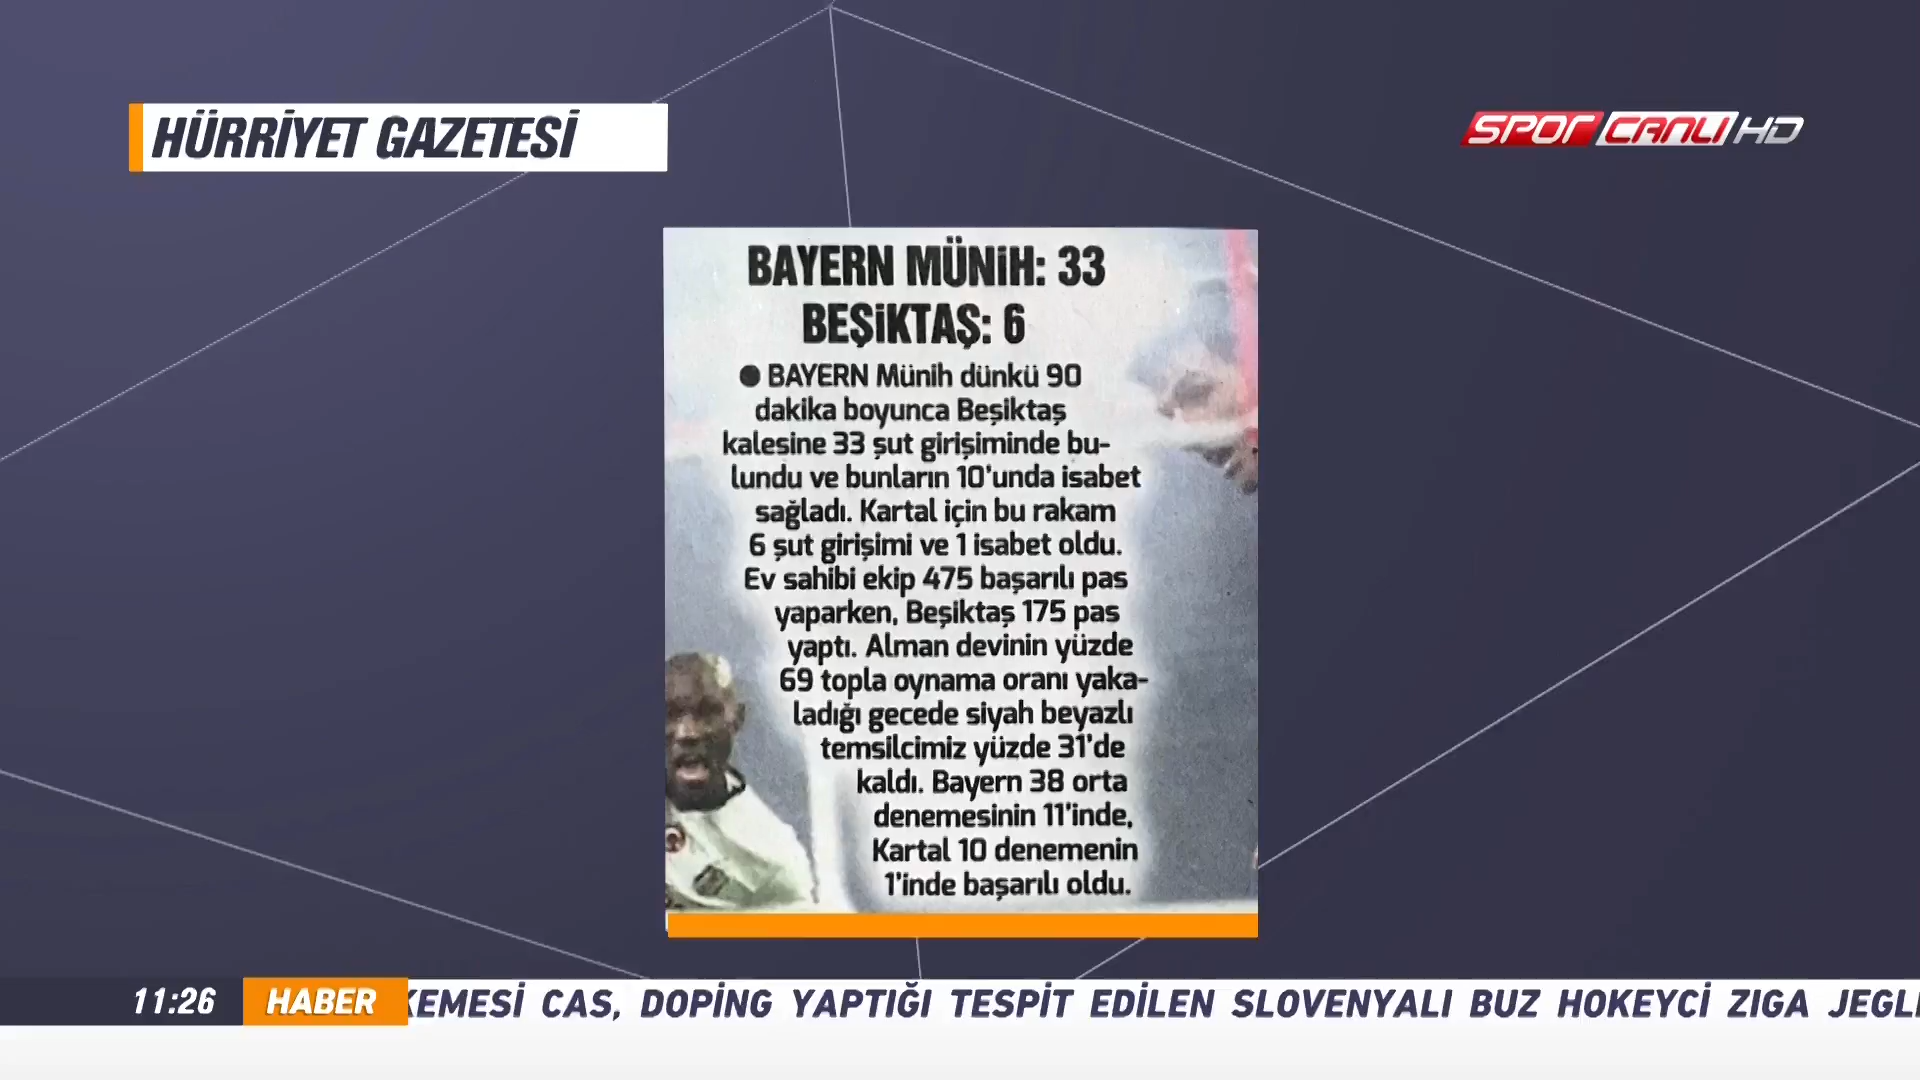 HÜRRİYET GAZETESİ
SPOR CANLI HD
BAYERN MÜNİH: 33
BEŞİKTAŞ: 6
● BAYERN Münih dünkü 90
dakika boyunca Beşiktaş
kalesine 33 şut girişiminde bu-
lundu ve bunların 10'unda isabet
sağladı. Kartal için bu rakam
6 şut girişimi ve 1 isabet oldu.
Ev sahibi ekip 475 başarılı pas
yaparken, Beşiktaş 175 pas
yaptı. Alman devinin yüzde
69 topla oynama oranı yaka-
ladığı gecede siyah beyazlı
temsilcimiz yüzde 31'de
kaldı. Bayern 38 orta
denemesinin 11'inde,
Kartal 10 denemenin
1'inde başarılı oldu.
11:26 HABER KEMESİ CAS, DOPİNG YAPTIĞI TESPİT EDİLEN SLOVENYALI BUZ HOKEYCİ ZIGA JEGL